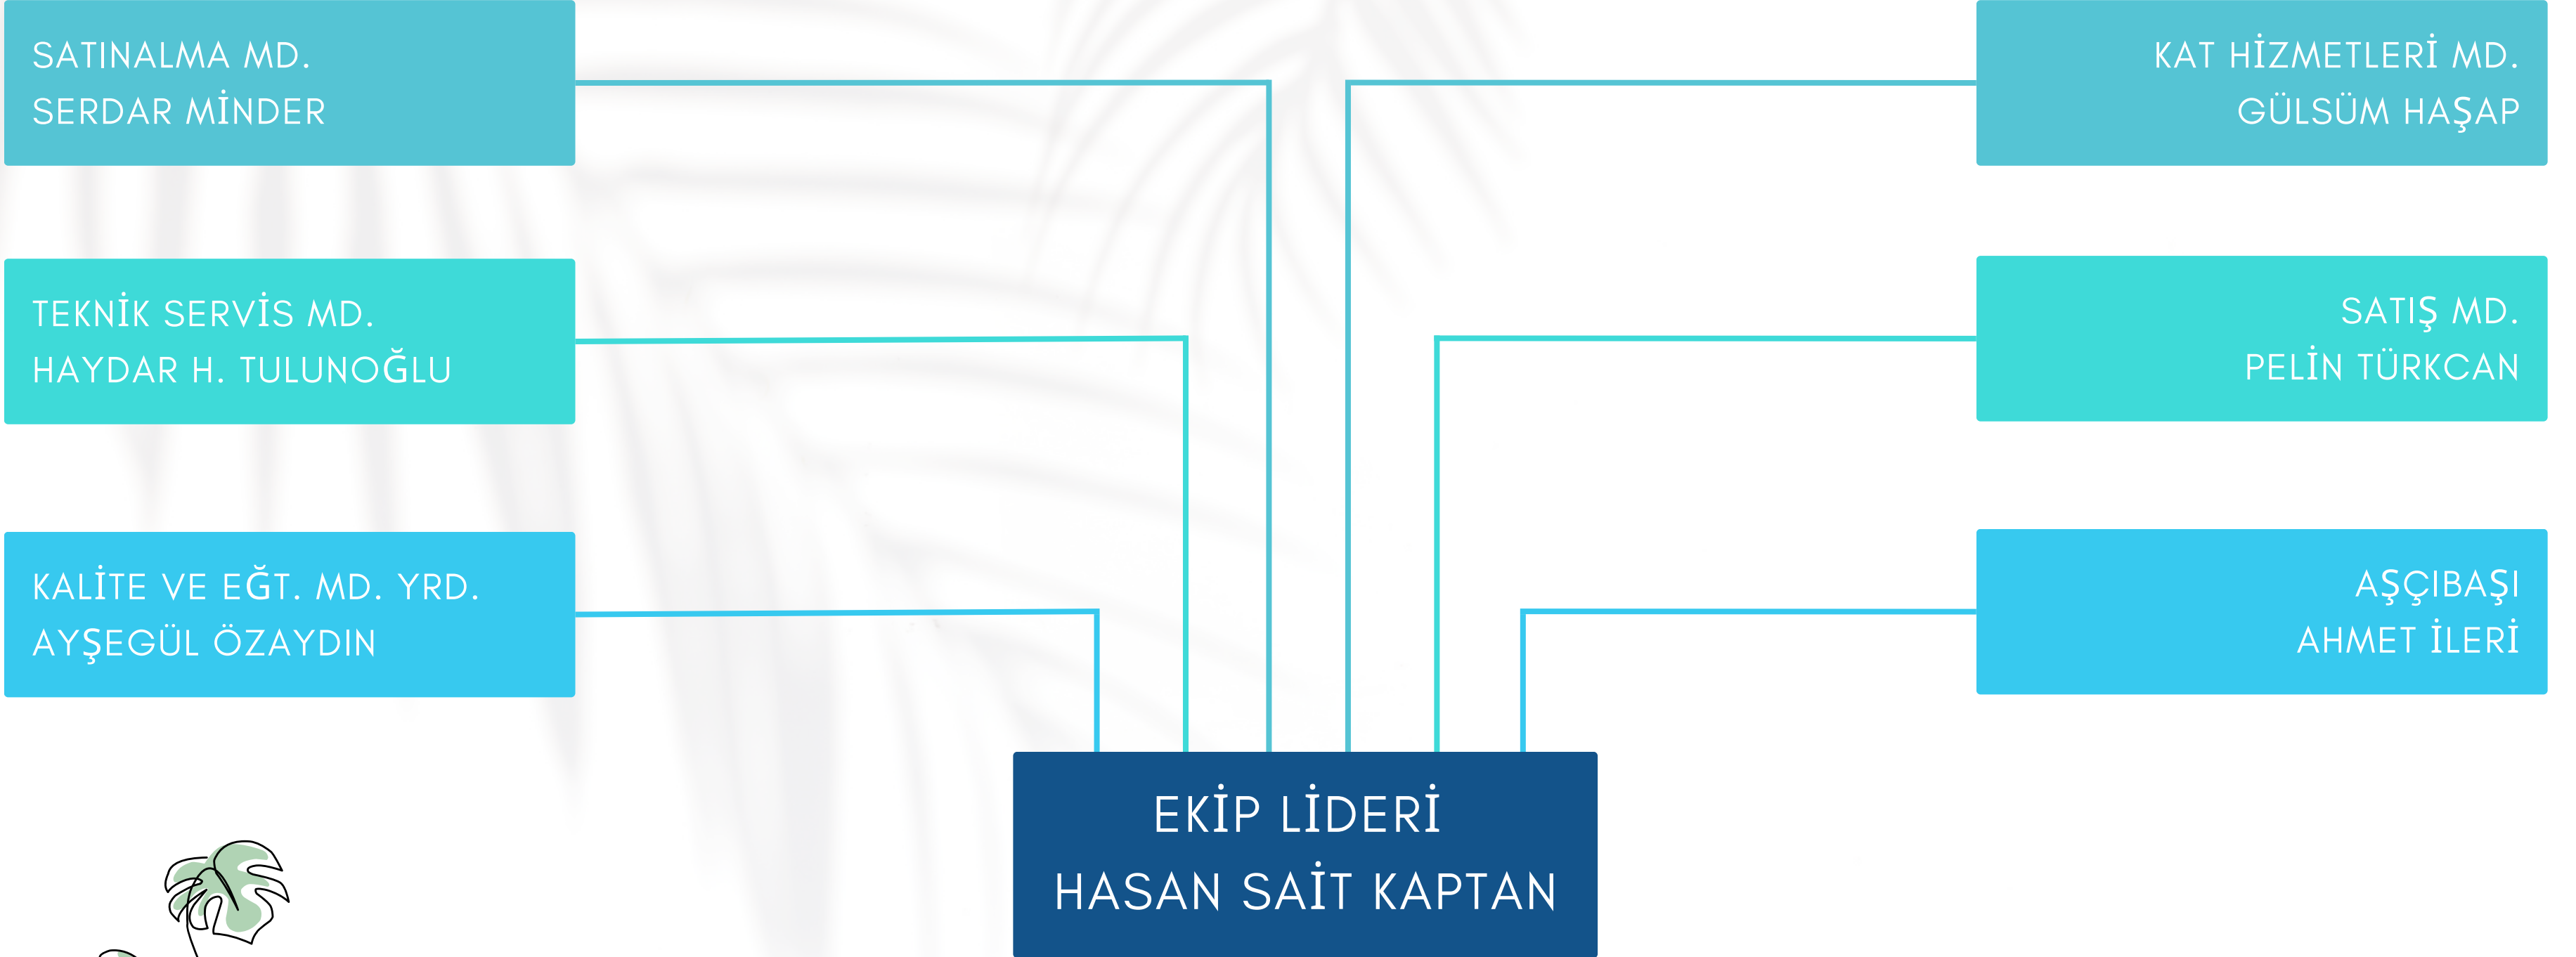 SATINALMA MD.
SERDAR MİNDER
KAT HİZMETLERİ MD.
GÜLSÜM HAŞAP
TEKNİK SERVİS MD.
HAYDAR H. TULUNOĞLU
SATIŞ MD.
PELİN TÜRKCAN
KALİTE VE EĞT. MD. YRD.
AYŞEGÜL ÖZAYDIN
AŞÇIBAŞI
AHMET İLERİ
EKİP LİDERİ
HASAN SAİT KAPTAN